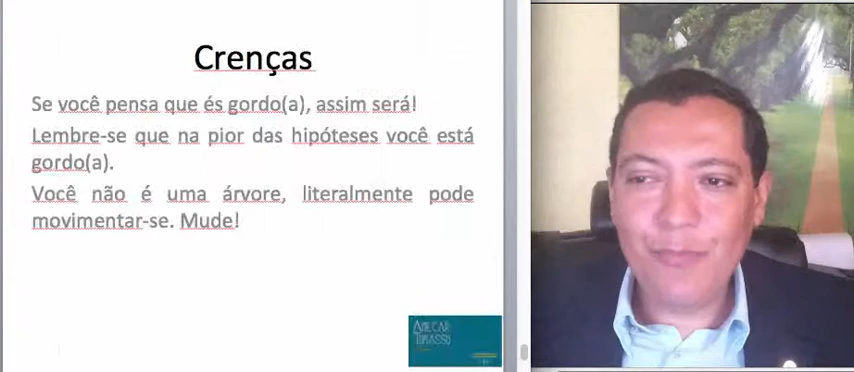 Crenças
Se você pensa que és gordo(a), assim será!
Lembre-se que na pior das hipóteses você está
gordo(a).
Você não é uma árvore, literalmente pode
movimentar-se. Mude!